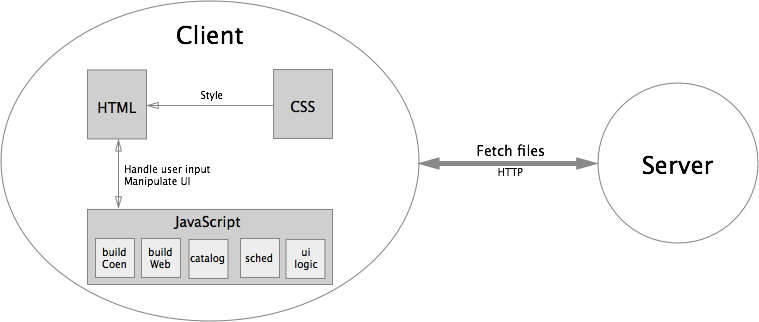 Client
HTML
Style
CSS
Handle user input
Manipulate UI
JavaScript
build
Coen
build
Web
catalog
sched
ui
logic
Fetch files
HTTP
Server